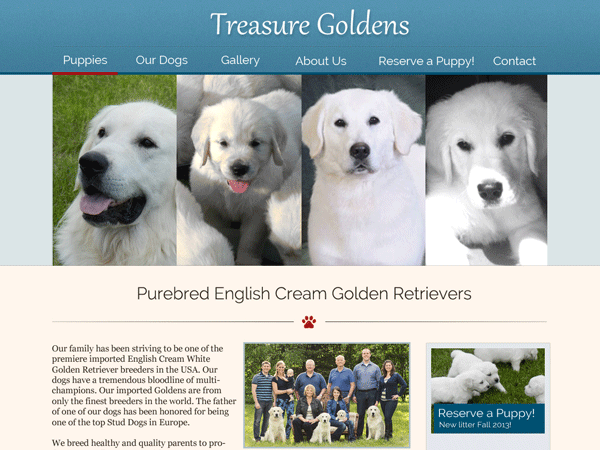 Treasure Goldens
Puppies Our Dogs Gallery About Us Reserve a Puppy! Contact
Purebred English Cream Golden Retrievers
Our family has been striving to be one of the
premiere imported English Cream White
Golden Retriever breeders in the USA. Our
dogs have a tremendous bloodline of multi-
champions. Our imported Goldens are from
only the finest breeders in the world. The father
of one of our dogs has been honored for being
one of the top Stud Dogs in Europe.
We breed healthy and quality parents to pro-
Reserve a Puppy!
New litter Fall 2013!